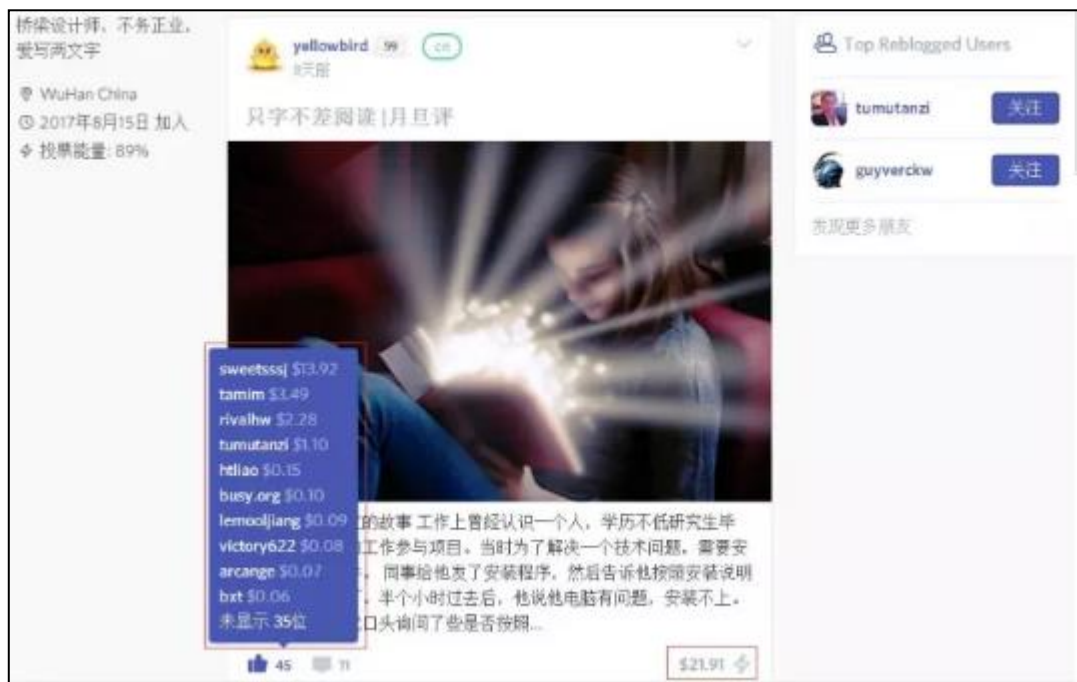 桥梁设计师、不务正业，
爱写两文字
WuHan China
2017年8月15日 加入
投票能量: 89%
yellowbird 59 cn
8天前
只字不差阅读 | 月旦评
sweetsssj $13.92
tamim $3.49
rivalhw $2.28
tumutanzi $1.10
htliao $0.15
busy.org $0.10
lemooljiang $0.09
victory622 $0.08
arcange $0.07
bxt $0.06
未显示 35位
的故事 工作上曾经认识一个人，学历不低研究生毕
工作参与项目。当时为了解决一个技术问题，需要安
。同事给他发了安装程序，然后告诉他按照安装说明
。半个小时过去后，他说他电脑有问题，安装不上。
口头询问了些是否按照...
45 11
$21.91
Top Reblogged Users
tumutanzi 关注
guyverckw 关注
发现更多朋友